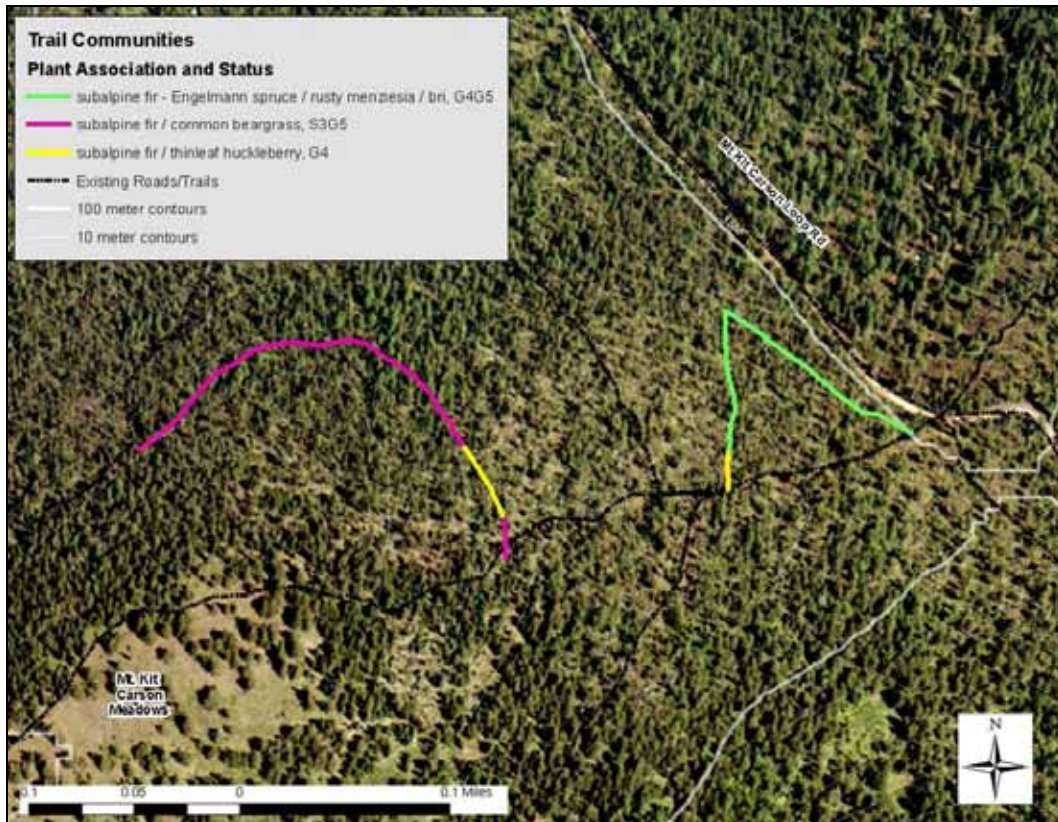 Trail Communities
Plant Association and Status
subalpine fir - Engelmann spruce / rusty menziesia / bri, G4G5
subalpine fir / common beargrass, S3G5
subalpine fir / thinleaf huckleberry, G4
Existing Roads/Trails
100 meter contours
10 meter contours
Mt. Kit Carson Loop Rd
Mt. Kit
Carson
Meadows
N
0.1 0.05 0 0.1 Miles